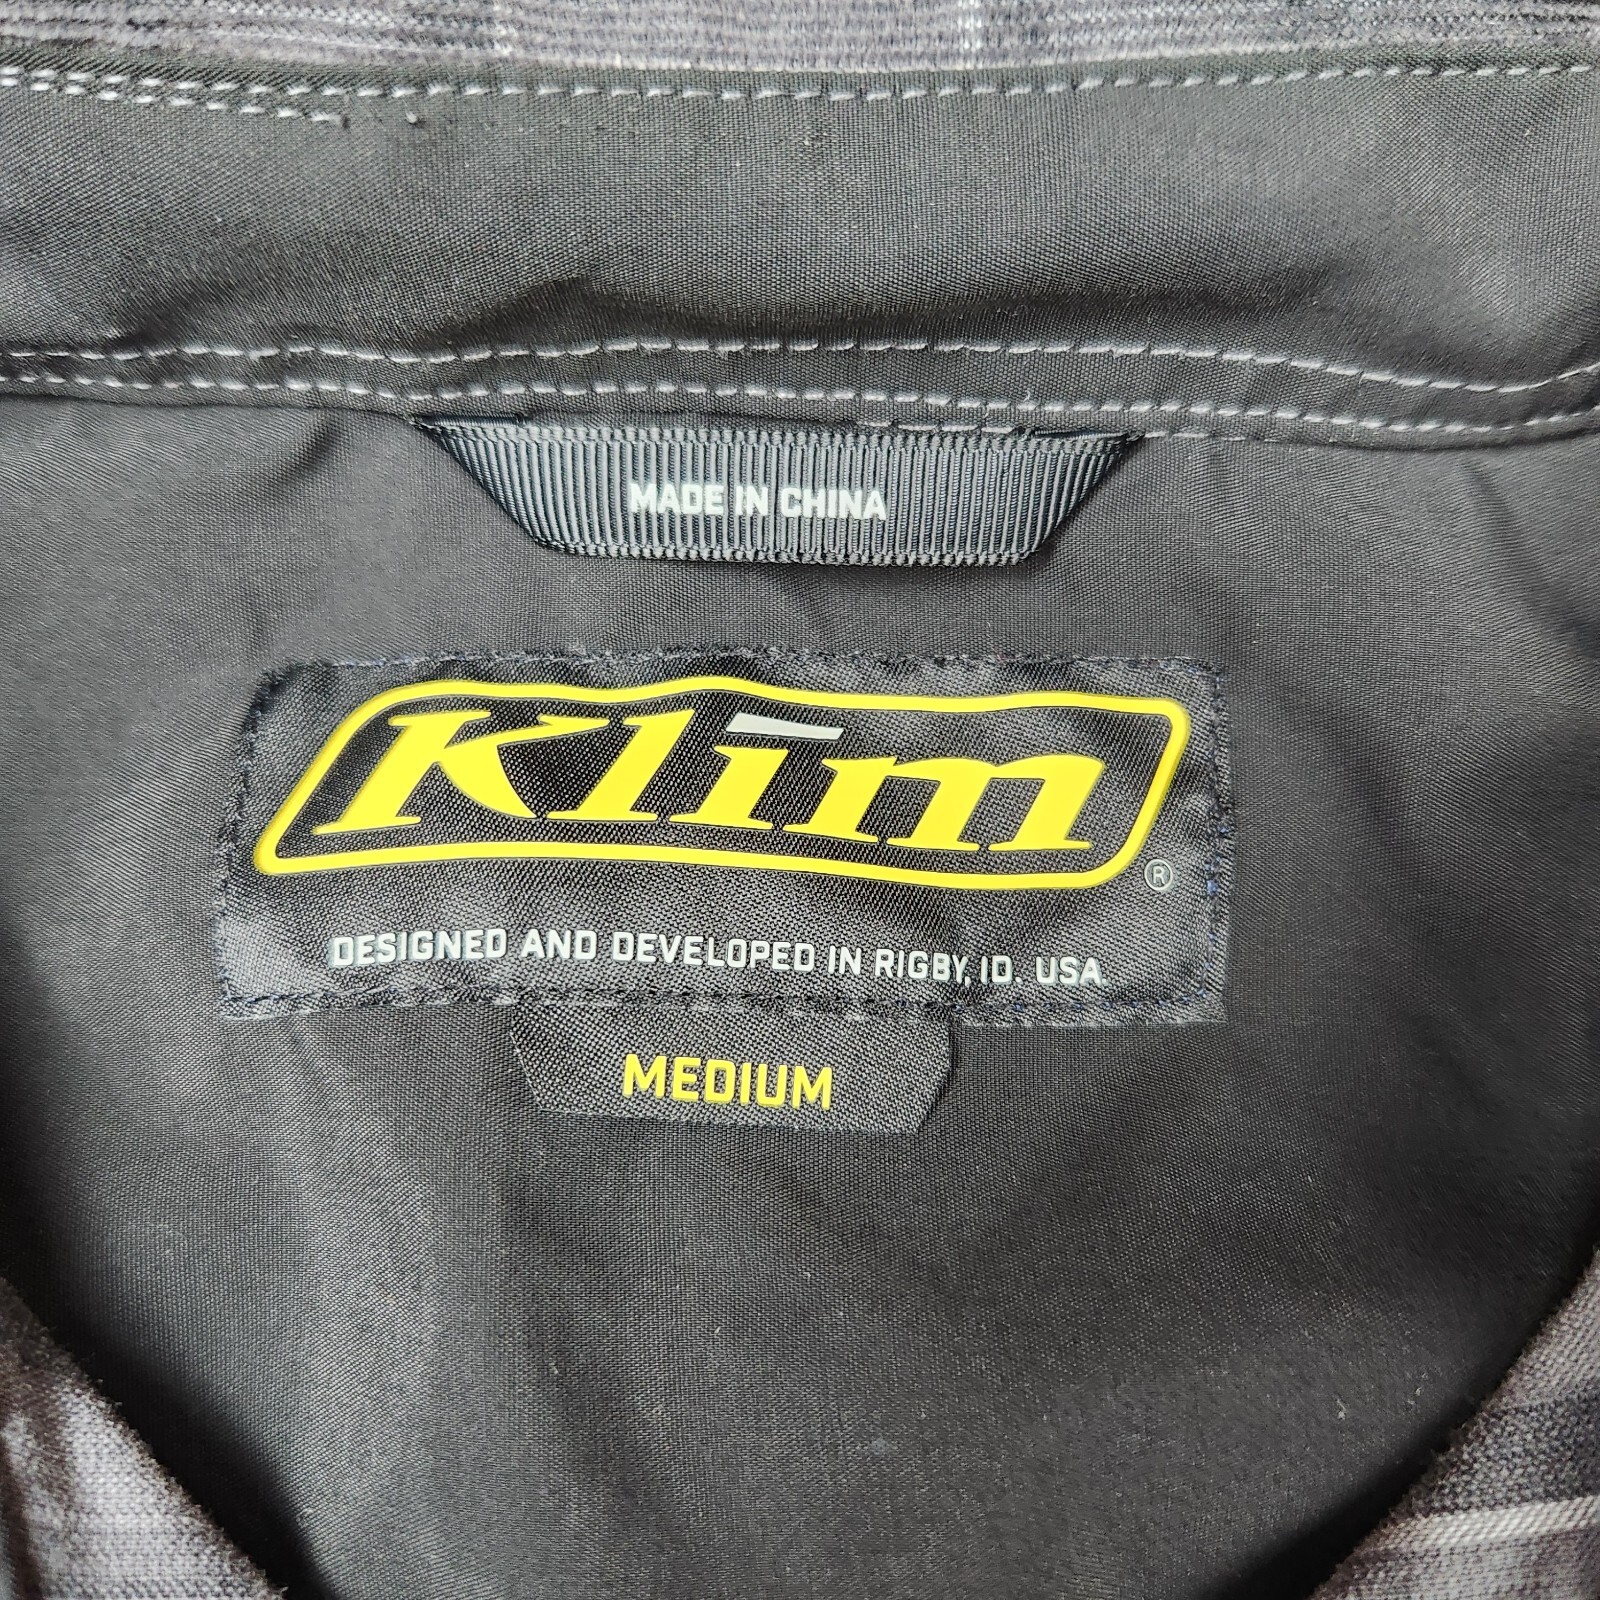 MADE IN CHINA
Klim
®
DESIGNED AND DEVELOPED IN RIGBY, ID. USA
MEDIUM